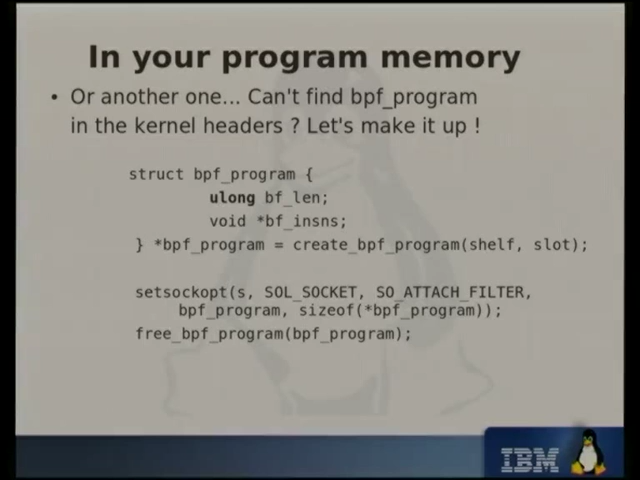 In your program memory
• Or another one... Can't find bpf_program
in the kernel headers ? Let's make it up !
struct bpf_program {
ulong bf_len;
void *bf_insns;
} *bpf_program = create_bpf_program(shelf, slot);
setsockopt(s, SOL_SOCKET, SO_ATTACH_FILTER,
bpf_program, sizeof(*bpf_program));
free_bpf_program(bpf_program);
IBM